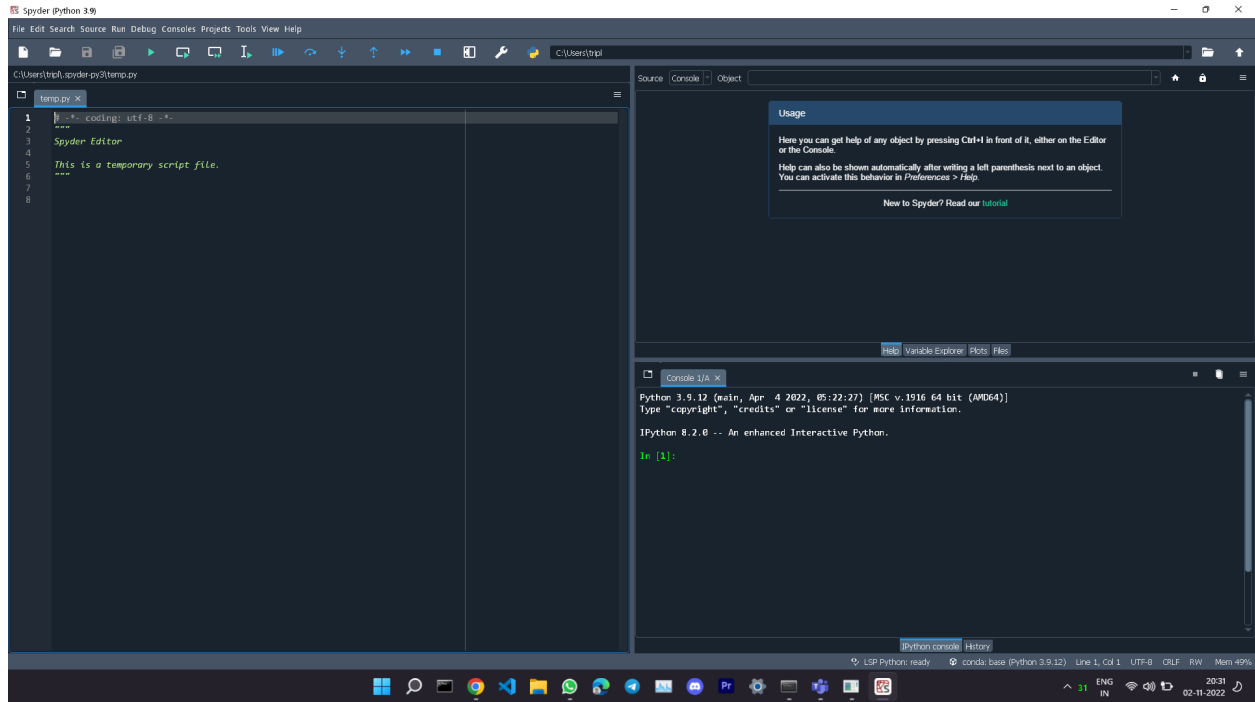 Spyder (Python 3.9)
File Edit Search Source Run Debug Consoles Projects Tools View Help
C:\Users\tripl
C:\Users\tripl\.spyder-py3\temp.py
temp.py
1 # -*- coding: utf-8 -*-
2 """
3 Spyder Editor
4
5 This is a temporary script file.
6 """
7
8
Source Console Object
Usage
Here you can get help of any object by pressing Ctrl+I in front of it, either on the Editor
or the Console.
Help can also be shown automatically after writing a left parenthesis next to an object.
You can activate this behavior in Preferences > Help.
New to Spyder? Read our tutorial
Help Variable Explorer Plots Files
Console 1/A
Python 3.9.12 (main, Apr  4 2022, 05:22:27) [MSC v.1916 64 bit (AMD64)]
Type "copyright", "credits" or "license" for more information.
IPython 8.2.0 -- An enhanced Interactive Python.
In [1]:
IPython console History
LSP Python: ready conda: base (Python 3.9.12) Line 1, Col 1 UTF-8 CRLF RW Mem 49%
Pr
31
ENG
IN
20:31
02-11-2022